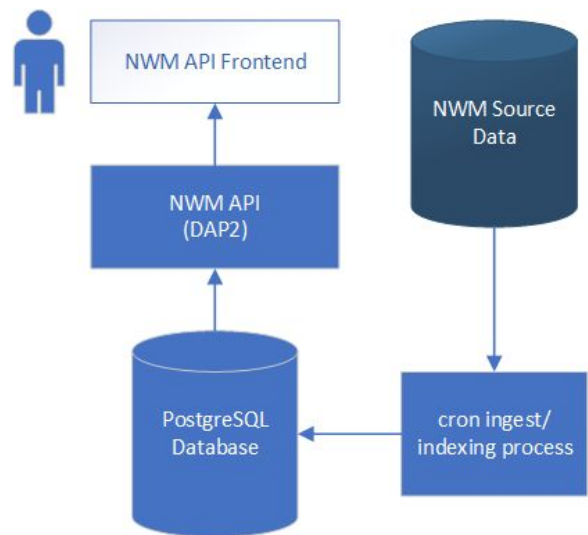 NWM API Frontend
NWM Source
Data
NWM API
(DAP2)
PostgreSQL
Database
cron ingest/
indexing process